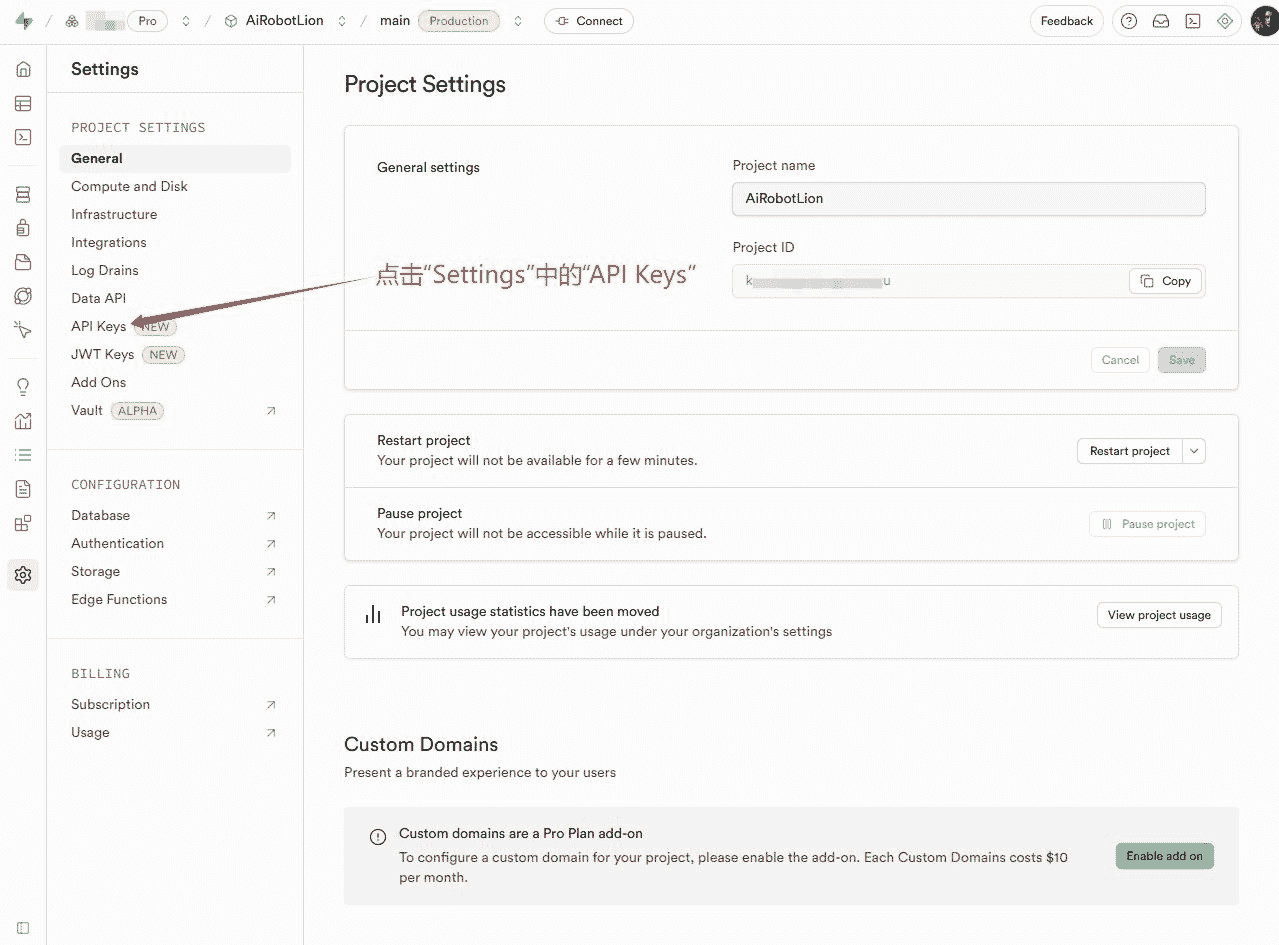 Pro
AiRobotLion
main
Production
Connect
Feedback
Settings
PROJECT SETTINGS
General
Compute and Disk
Infrastructure
Integrations
Log Drains
Data API
API Keys NEW
JWT Keys NEW
Add Ons
Vault ALPHA
CONFIGURATION
Database
Authentication
Storage
Edge Functions
BILLING
Subscription
Usage
Project Settings
General settings
Project name
AiRobotLion
点击“Settings”中的“API Keys“
Project ID
k
u
Copy
Cancel
Save
Restart project
Your project will not be available for a few minutes.
Restart project
Pause project
Your project will not be accessible while it is paused.
Pause project
Project usage statistics have been moved
You may view your project's usage under your organization's settings
View project usage
Custom Domains
Present a branded experience to your users
Custom domains are a Pro Plan add-on
To configure a custom domain for your project, please enable the add-on. Each Custom Domains costs $10
per month.
Enable add on